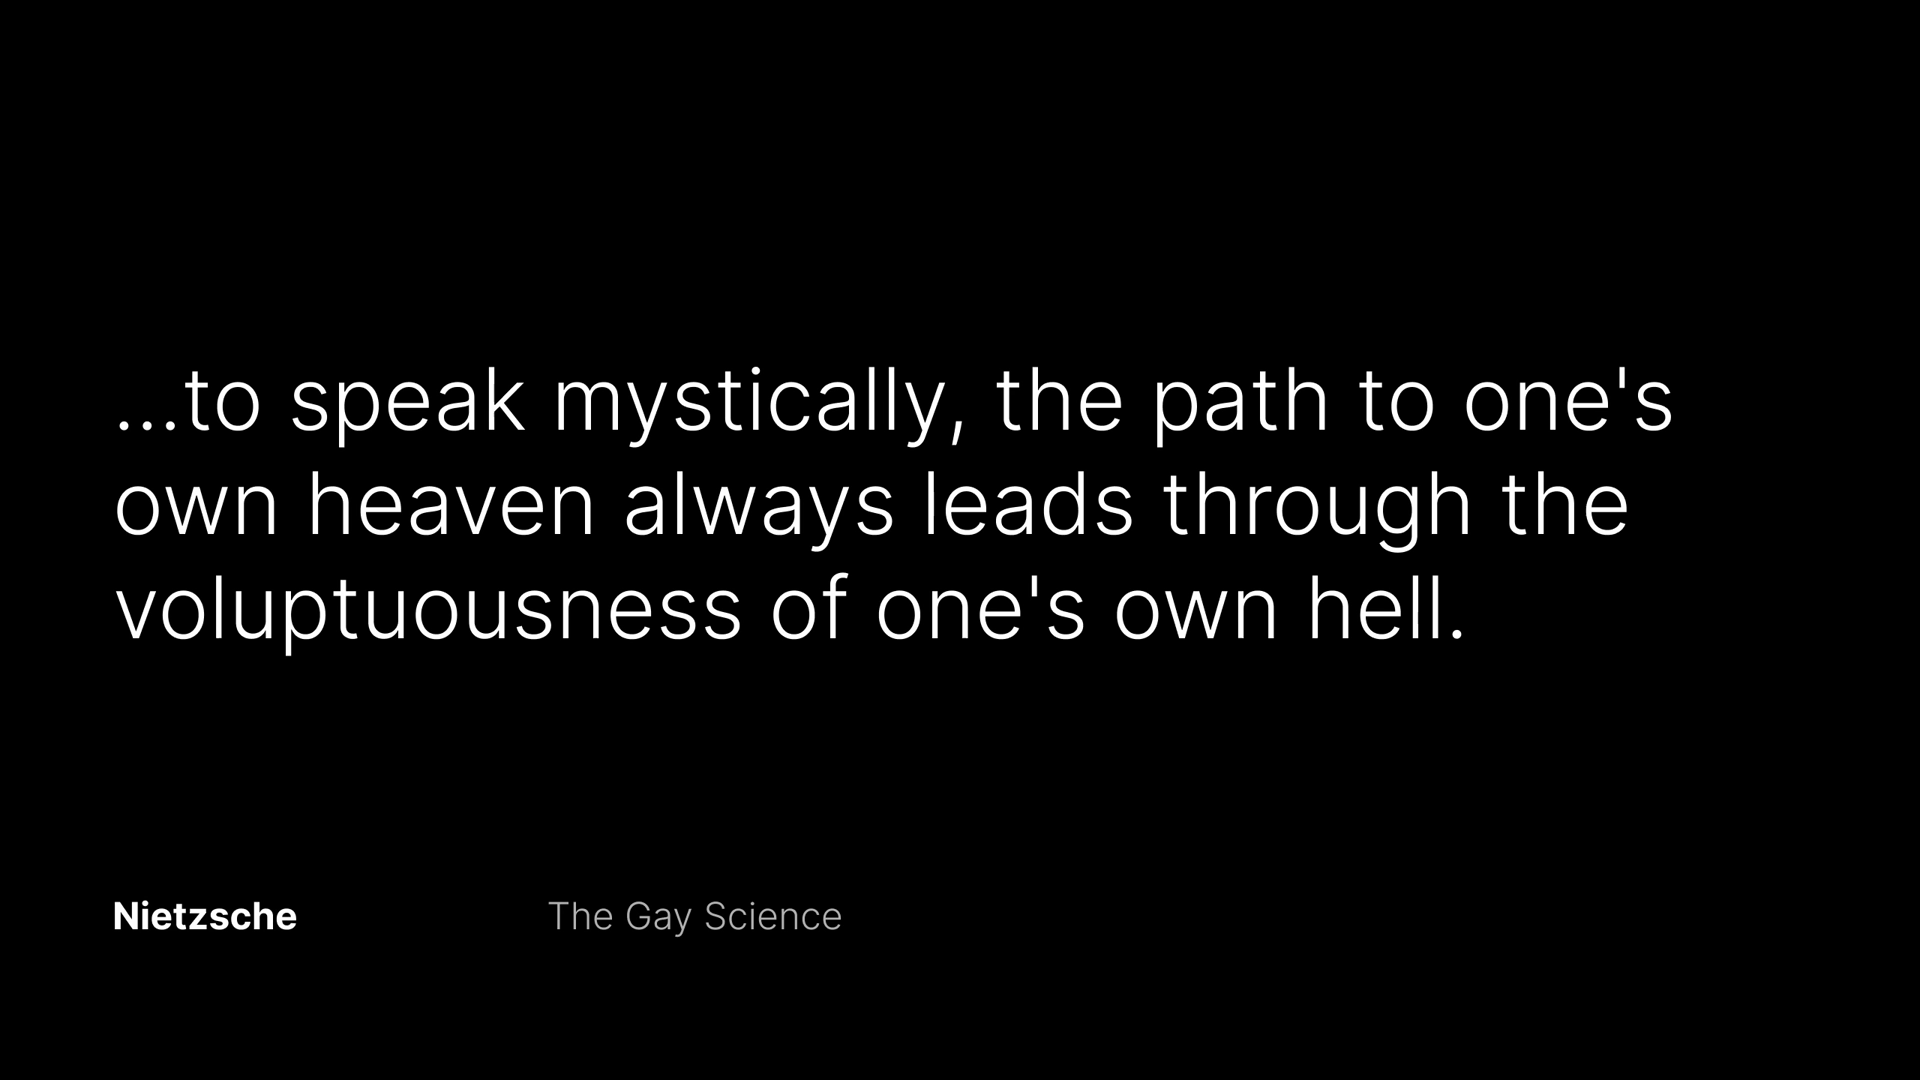 ...to speak mystically, the path to one's
own heaven always leads through the
voluptuousness of one's own hell.
Nietzsche
The Gay Science